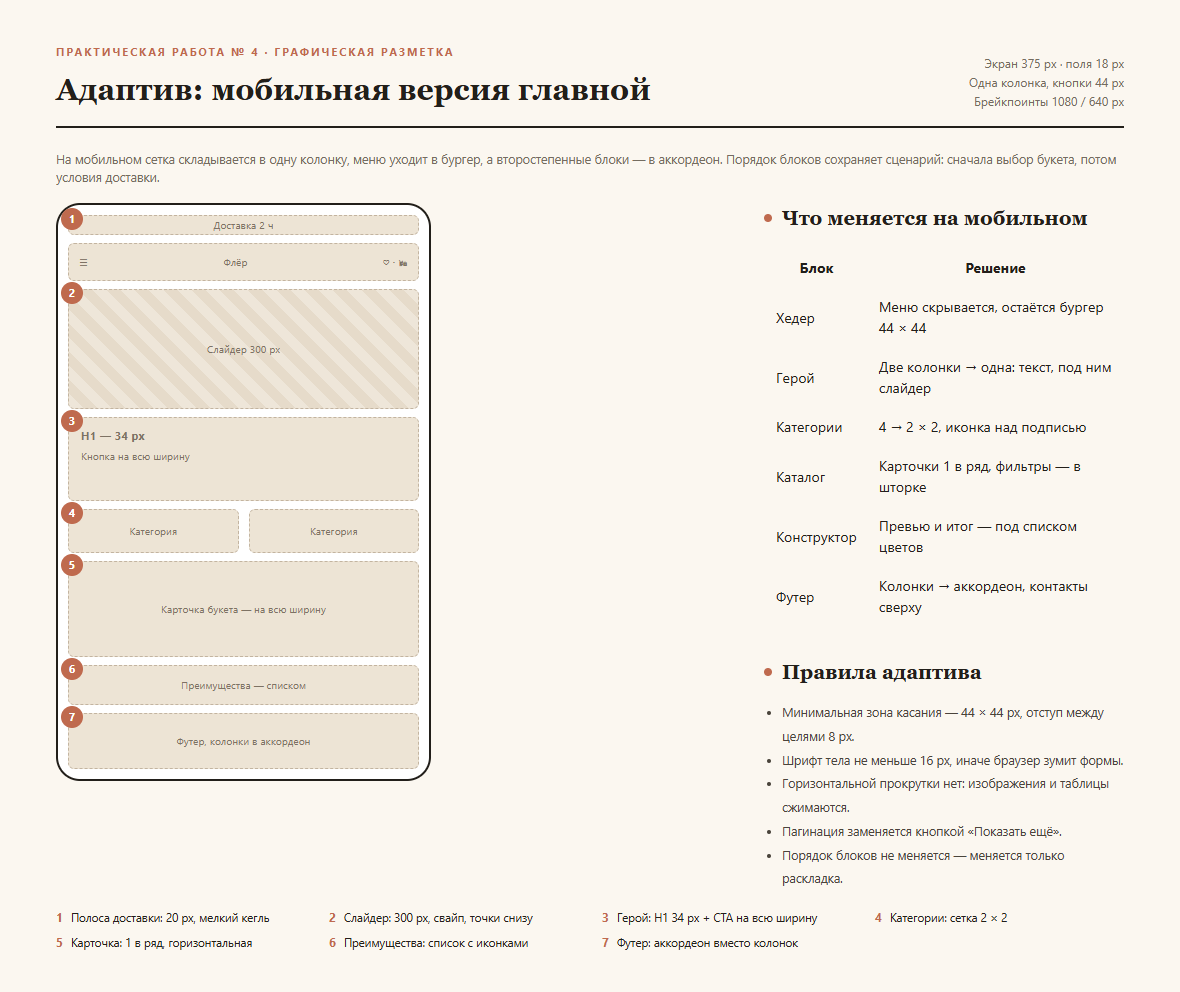 ПРАКТИЧЕСКАЯ РАБОТА № 4 · ГРАФИЧЕСКАЯ РАЗМЕТКА
Адаптив: мобильная версия главной
Экран 375 px · поля 18 px
Одна колонка, кнопки 44 px
Брейкпоинты 1080 / 640 px
На мобильном сетка складывается в одну колонку, меню уходит в бургер, а второстепенные блоки — в аккордеон. Порядок блоков сохраняет сценарий: сначала выбор букета, потом
условия доставки.
1
Доставка 2 ч
☰ Флёр ♡ ·
2
Слайдер 300 px
3
H1 — 34 px
Кнопка на всю ширину
4
Категория Категория
5
Карточка букета — на всю ширину
6
Преимущества — списком
7
Футер, колонки в аккордеон
Что меняется на мобильном
Блок Решение
Хедер Меню скрывается, остаётся бургер
44 × 44
Герой Две колонки → одна: текст, под ним
слайдер
Категории 4 → 2 × 2, иконка над подписью
Каталог Карточки 1 в ряд, фильтры — в
шторке
Конструктор Превью и итог — под списком
цветов
Футер Колонки → аккордеон, контакты
сверху
Правила адаптива
• Минимальная зона касания — 44 × 44 px, отступ между
целями 8 px.
• Шрифт тела не меньше 16 px, иначе браузер зумит формы.
• Горизонтальной прокрутки нет: изображения и таблицы
сжимаются.
• Пагинация заменяется кнопкой «Показать ещё».
• Порядок блоков не меняется — меняется только
раскладка.
1 Полоса доставки: 20 px, мелкий кегль 2 Слайдер: 300 px, свайп, точки снизу 3 Герой: H1 34 px + CTA на всю ширину 4 Категории: сетка 2 × 2
5 Карточка: 1 в ряд, горизонтальная 6 Преимущества: список с иконками 7 Футер: аккордеон вместо колонок